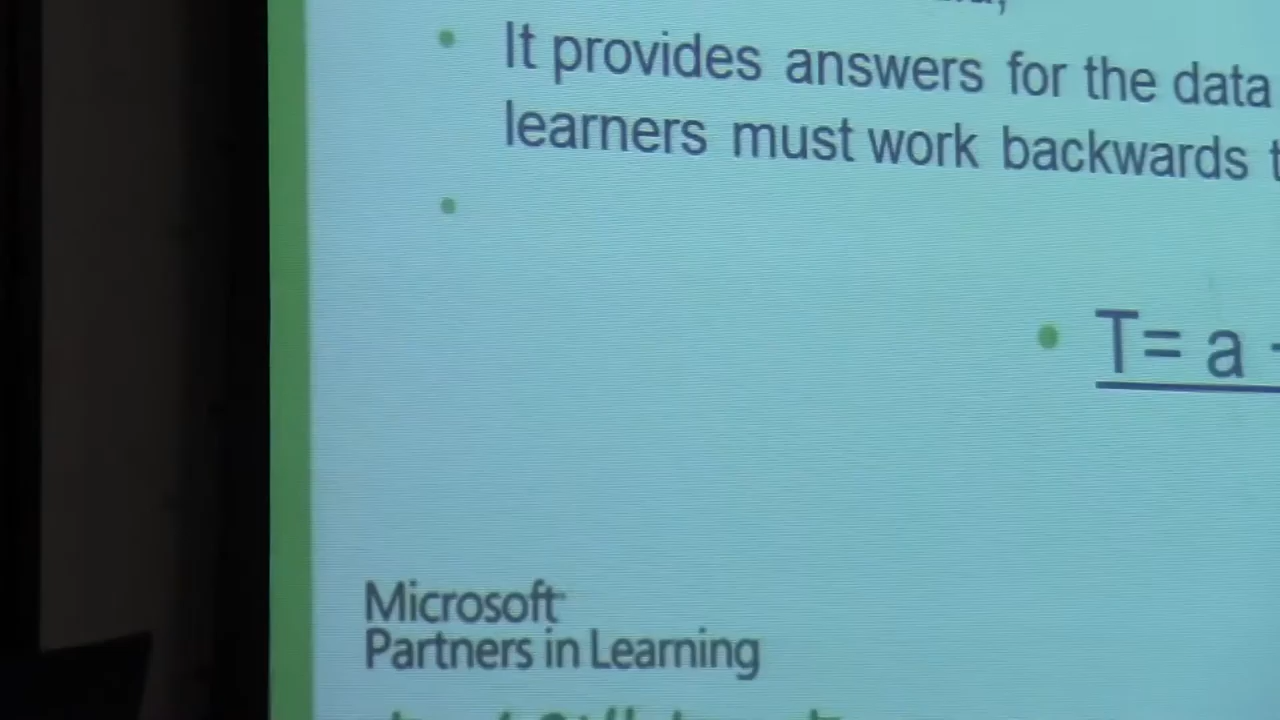 It provides answers for the data
learners must work backwards
T= a
Microsoft
Partners in Learning